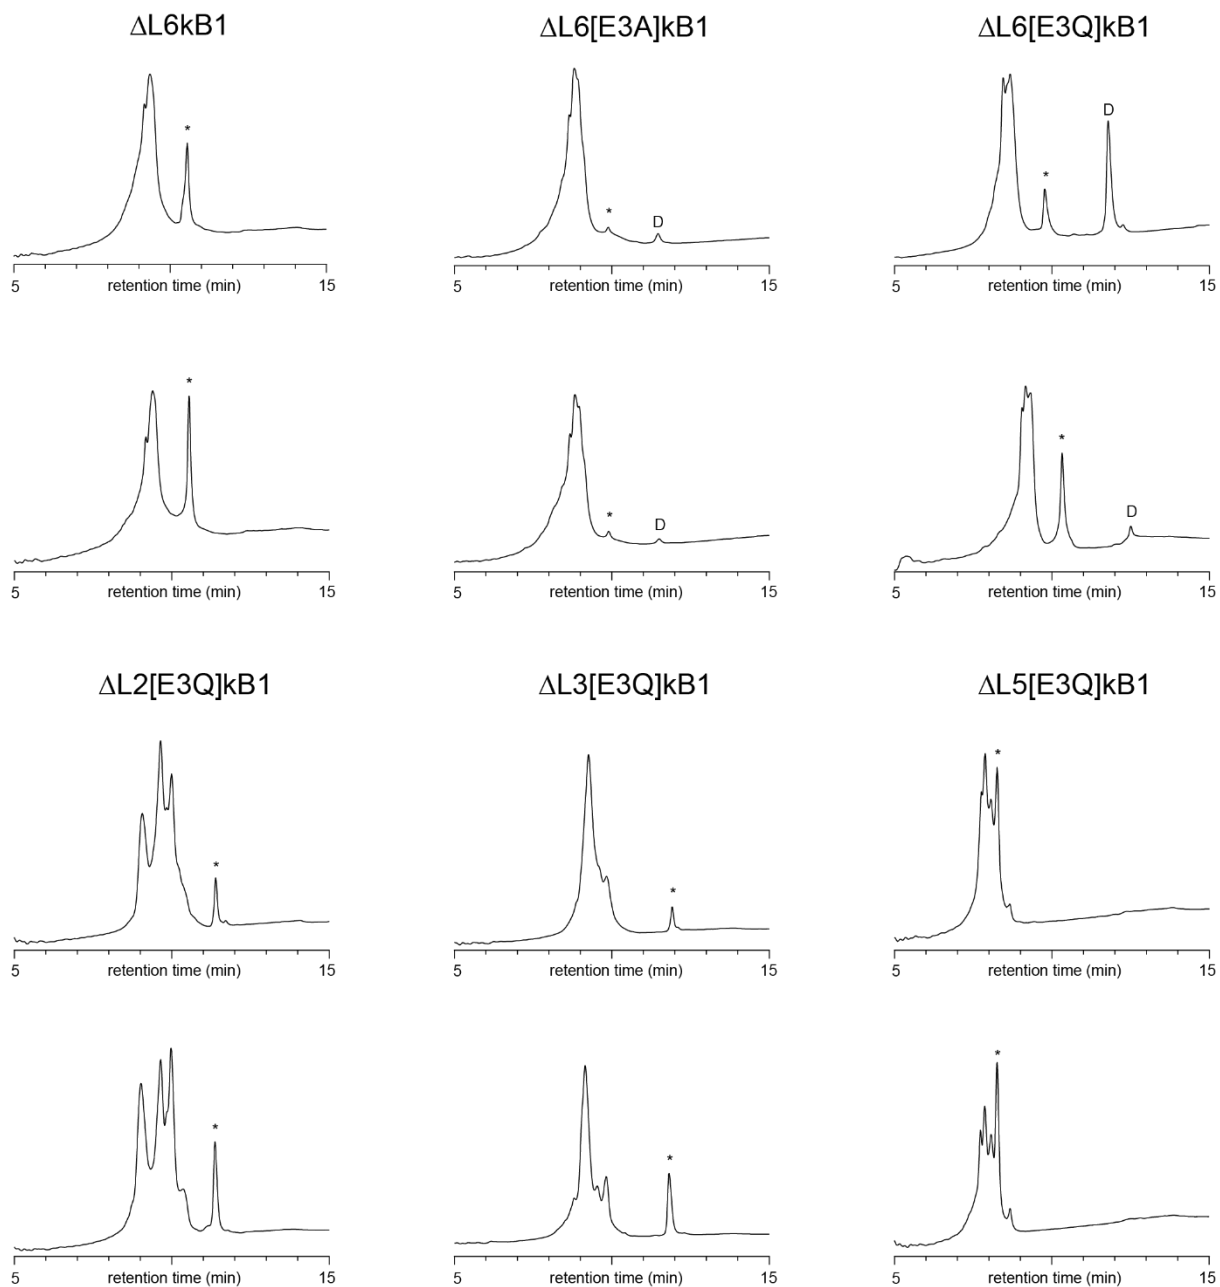 ΔL6kB1 ΔL6[E3A]kB1 ΔL6[E3Q]kB1
* * D * D
5 retention time (min) 15 5 retention time (min) 15 5 retention time (min) 15
* * D * D
5 retention time (min) 15 5 retention time (min) 15 5 retention time (min) 15
ΔL2[E3Q]kB1 ΔL3[E3Q]kB1 ΔL5[E3Q]kB1
* * *
5 retention time (min) 15 5 retention time (min) 15 5 retention time (min) 15
* * *
5 retention time (min) 15 5 retention time (min) 15 5 retention time (min) 15